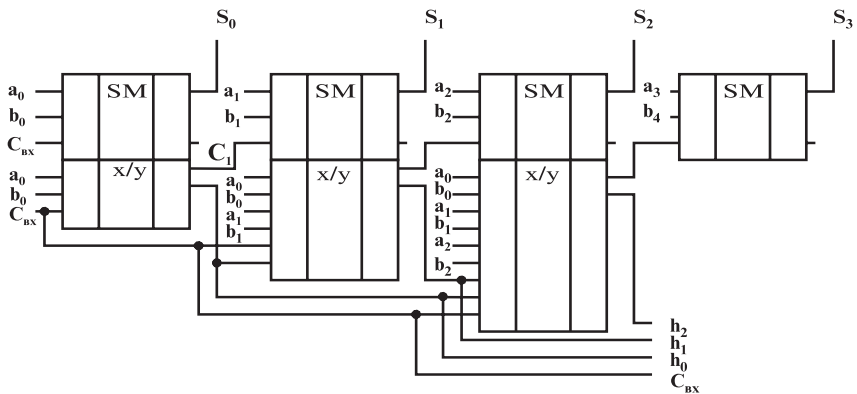 S₀ S₁ S₂ S₃
a₀ SM a₁ SM a₂ SM a₃ SM
b₀ b₁ b₂ b₄
Cвх C₁
a₀ x/y a₀ x/y a₀ x/y
b₀ b₀ b₀
Cвх a₁ a₁
b₁ b₁
a₂
b₂
h₂
h₁
h₀
Cвх